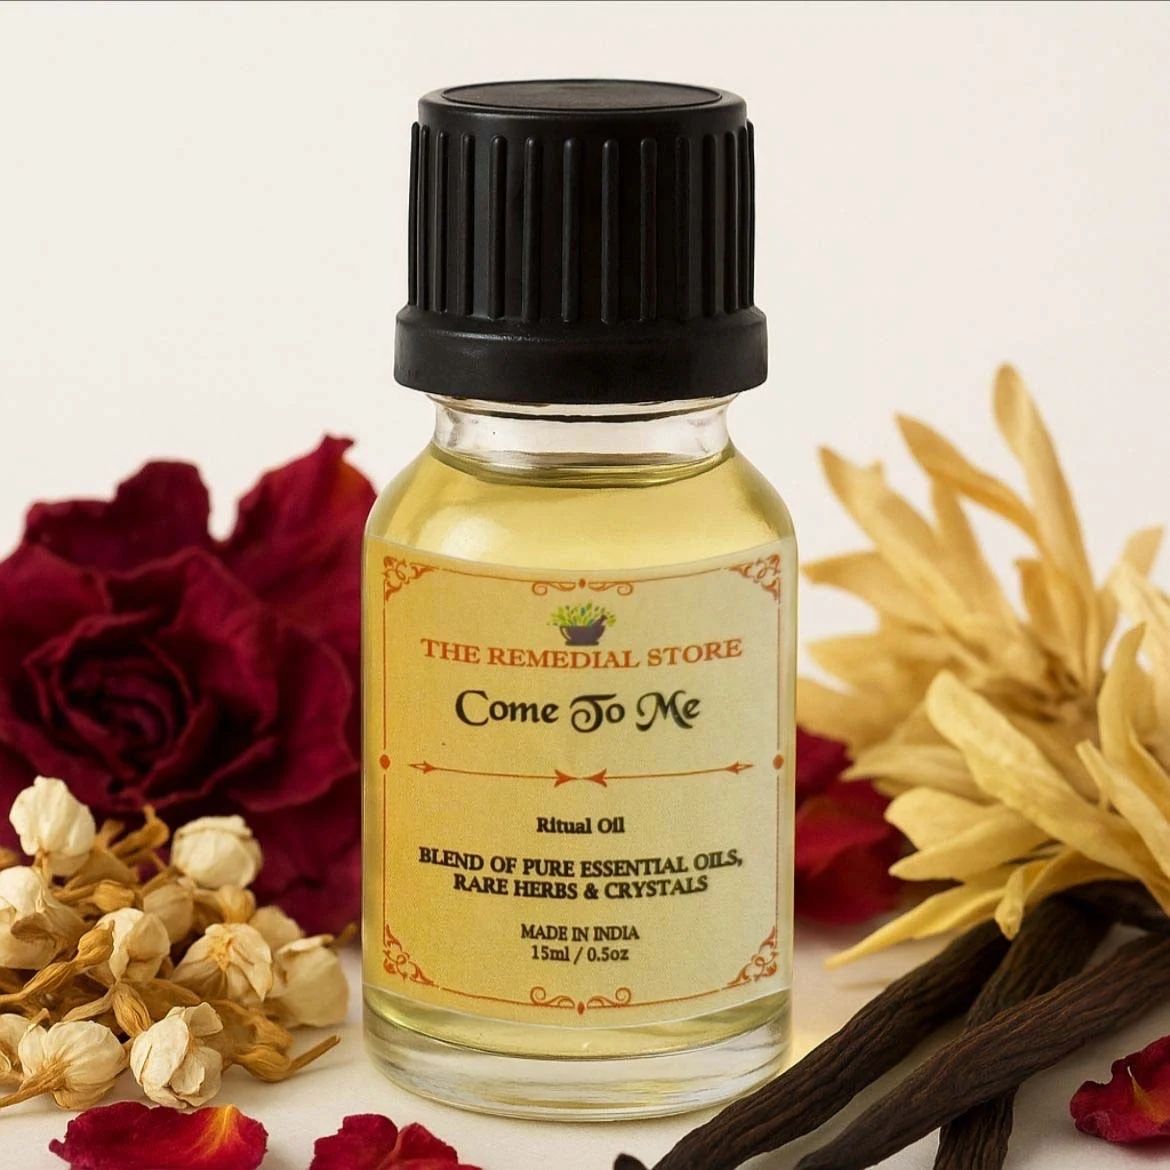 THE REMEDIAL STORE
Come To Me
Ritual Oil
BLEND OF PURE ESSENTIAL OILS,
RARE HERBS & CRYSTALS
MADE IN INDIA
15ml / 0.5oz